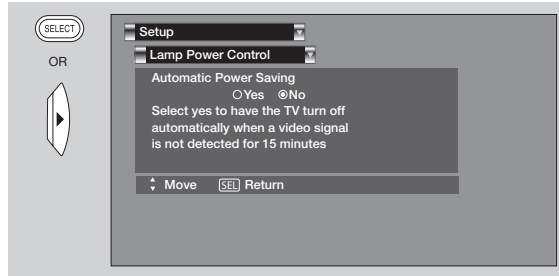 SELECT
OR
Setup
Lamp Power Control
Automatic Power Saving
Yes No
Select yes to have the TV turn off
automatically when a video signal
is not detected for 15 minutes
Move SEL Return